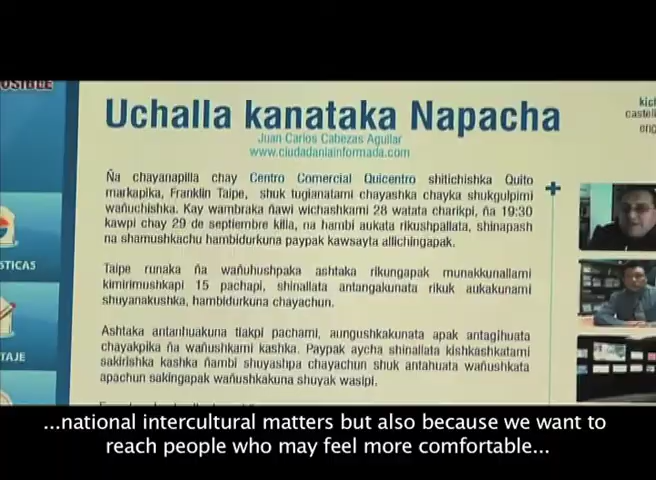 OSIBLE
Uchalla kanataka Napacha
Juan Carlos Cabezas Aguilar
www.ciudadaniainformada.com
Ña chayanapilla chay Centro Comercial Quicentro shitichishka Quito
markapika, Franklin Taipe, shuk tugianatami chayashka chayka shukgulpimi
wañuchishka. Kay wambraka ñawi wichashkami 28 watata charikpi, ña 19:30
kawpi chay 29 de septiembre killa, na hambi aukata rikushpallata, shinapash
na shamushkachu hambidurkuna paypak kawsayta allichingapak.
Taipe runaka ña wañuhushpaka ashtaka rikungapak munakkunallami
kimirimushkapi 15 pachapi, shinallata antangakunata rikuk aukakunami
shuyanakushka, hambidurkuna chayachun.
Ashtaka antanhuakuna tiakpi pachami, aungushkakunata apak antagihuata
chayakpika ña wañushkami kashka. Paypak aycha shinallata kishkashkatami
sakirishka kashka ñambi shuyashpa chayachun shuk antahuata wañushkata
apachun sakingapak wañushkakuna shuyak wasipi.
kich
castell
eng
STICAS
TAJE
...national intercultural matters but also because we want to
reach people who may feel more comfortable...